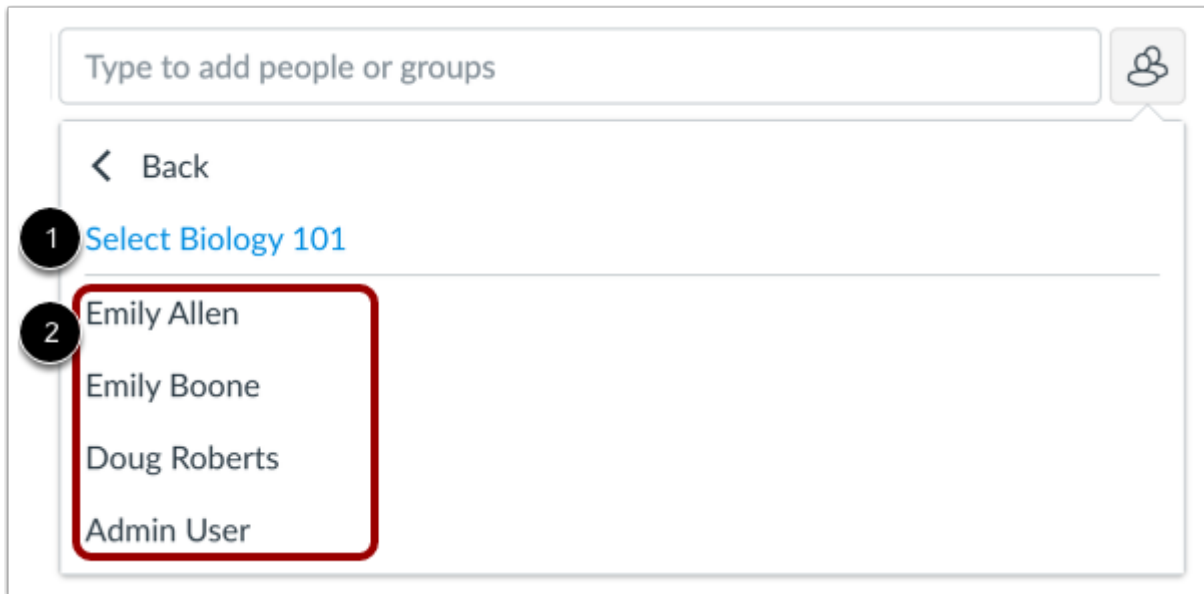 Type to add people or groups
Back
1 Select Biology 101
2 Emily Allen
Emily Boone
Doug Roberts
Admin User